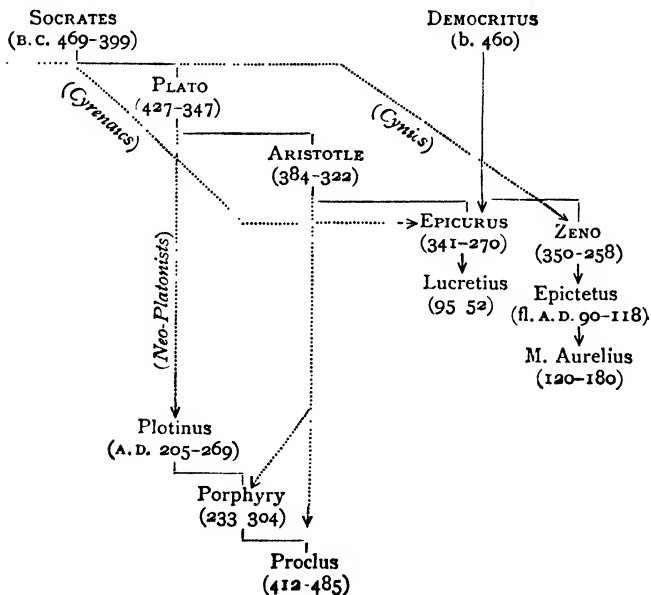 SOCRATES
(B.C. 469–399)
DEMOCRITUS
(b. 460)
PLATO
(427–347)
(Cyrenaics)
(Cynics)
ARISTOTLE
(384–322)
EPICURUS
(341–270)
ZENO
(350–258)
Lucretius
(95 52)
Epictetus
(fl. A.D. 90–118)
M. Aurelius
(120–180)
(Neo-Platonists)
Plotinus
(A.D. 205–269)
Porphyry
(233 304)
Proclus
(412–485)